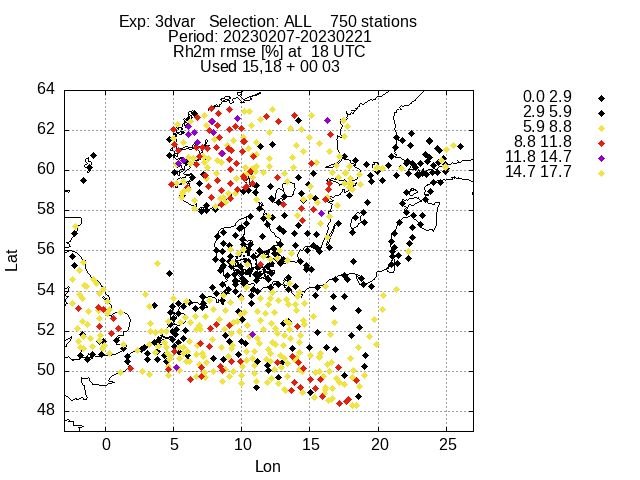 Exp: 3dvar Selection: ALL 750 stations
Period: 20230207-20230221
Rh2m rmse [%] at 18 UTC
Used 15,18 + 00 03
0.0 2.9
2.9 5.9
5.9 8.8
8.8 11.8
11.8 14.7
14.7 17.7
64
62
60
58
56
54
52
50
48
Lat
0 5 10 15 20 25
Lon